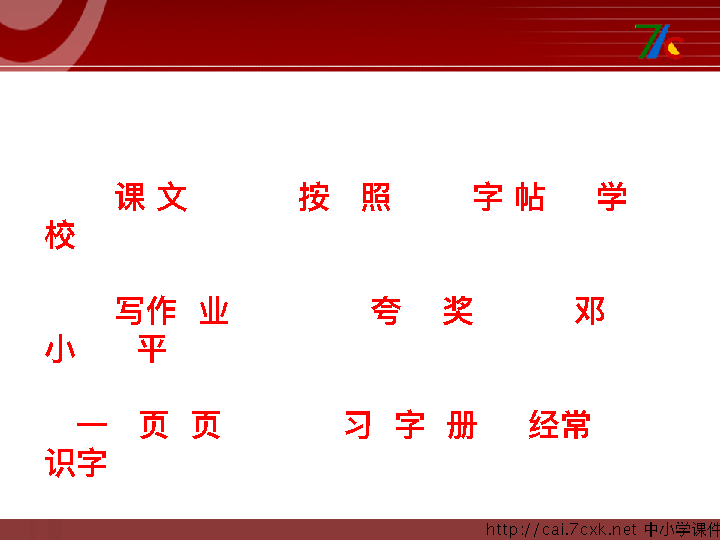 课 文 按 照 字 帖 学
校
写作 业 夸 奖 邓
小 平
一 页 页 习 字 册 经常
识字
http://cai.7cxk.net 中小学课件